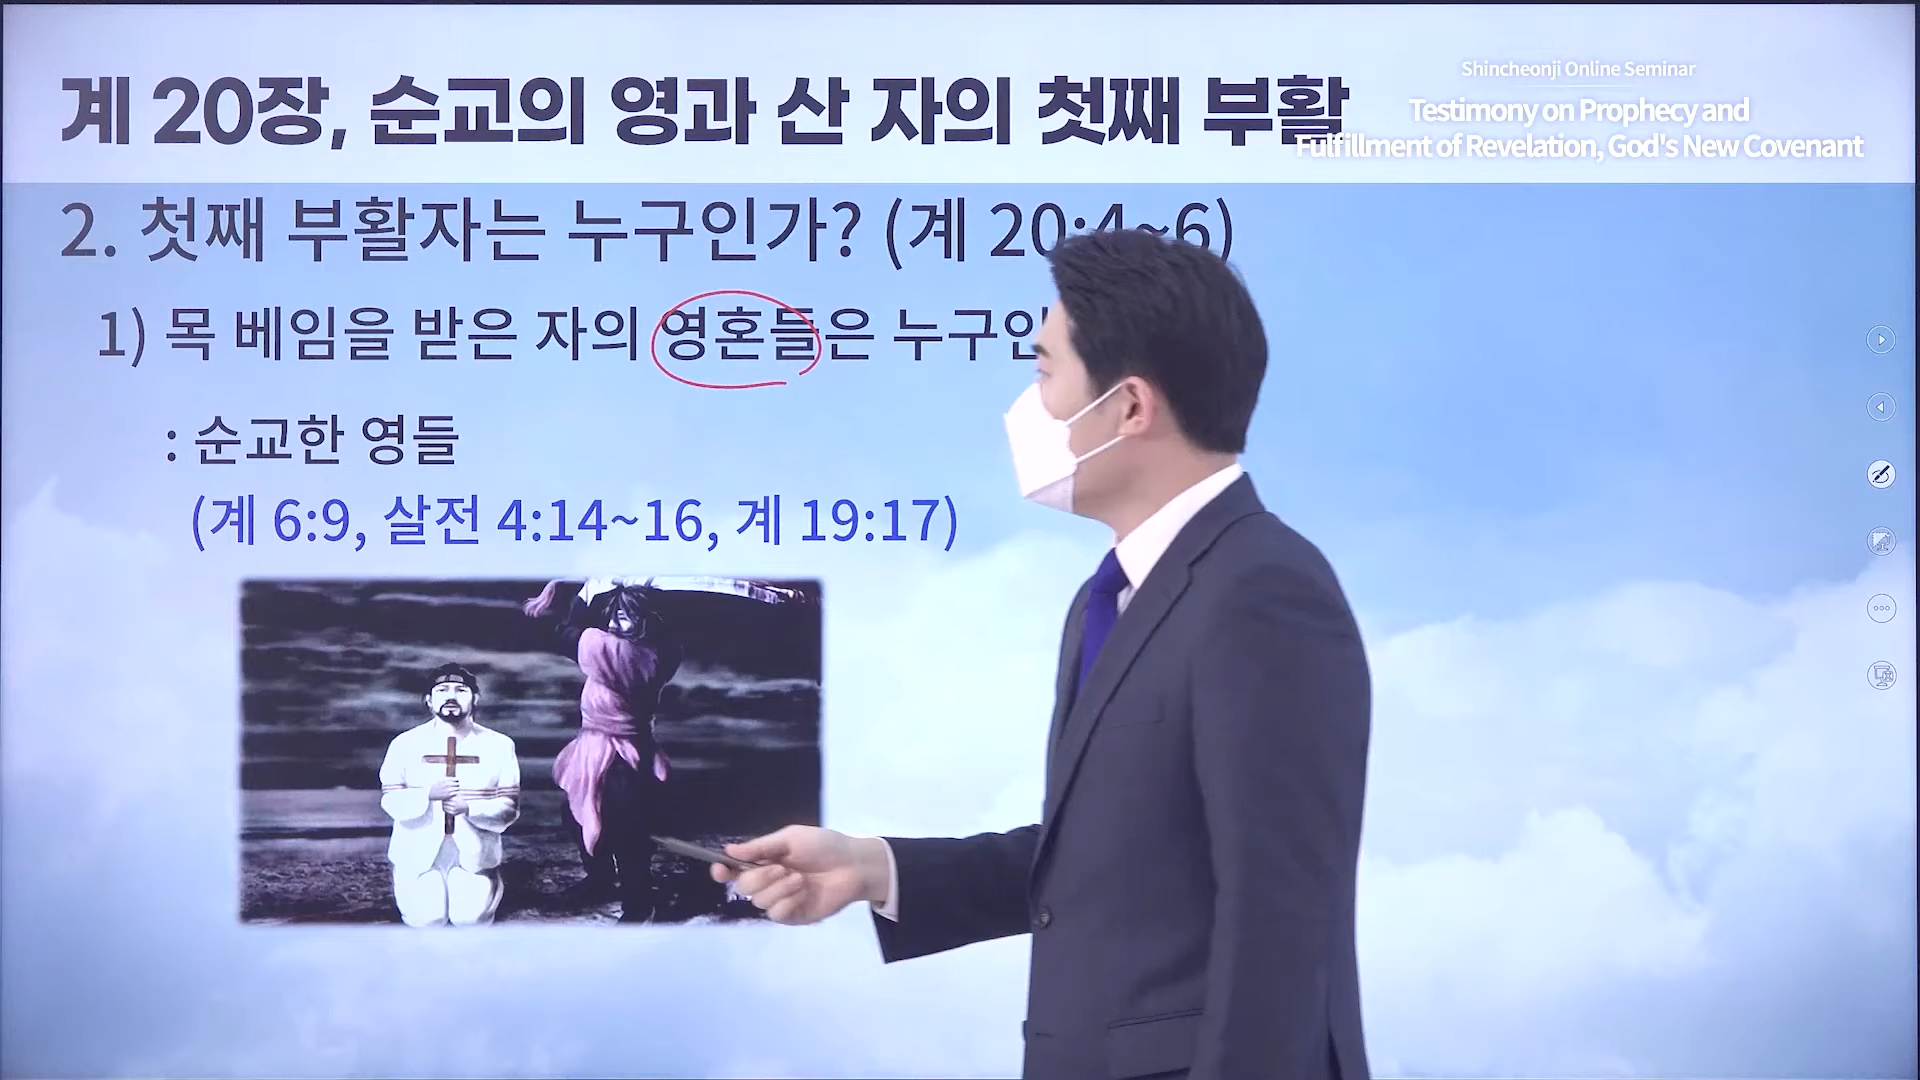 계 20장, 순교의 영과 산 자의 첫째 부활
Shincheonji Online Seminar
Testimony on Prophecy and
Fulfillment of Revelation, God's New Covenant
2. 첫째 부활자는 누구인가? (계 20:4~6)
1) 목 베임을 받은 자의 영혼들은
: 순교한 영들
(계 6:9, 살전 4:14~16, 계 19:17)